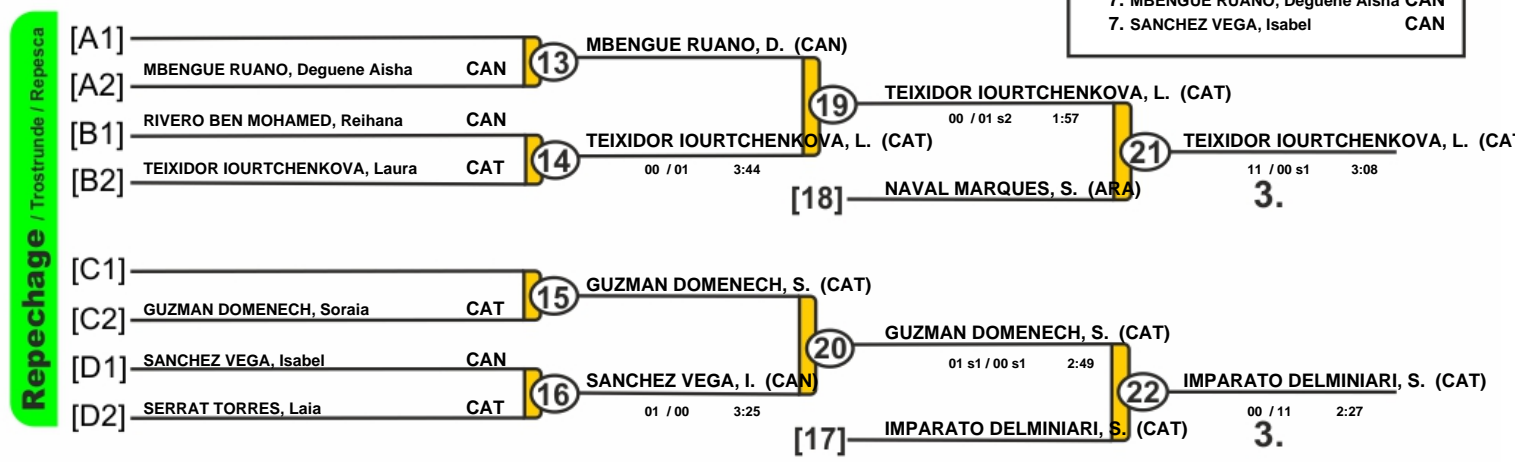 7. MBENGUE RUANO, Deguene Aisha CAN
7. SANCHEZ VEGA, Isabel CAN
Repechage / Trostrunde / Repesca
[A1]
MBENGUE RUANO, Deguene Aisha CAN
[A2]
13
MBENGUE RUANO, D. (CAN)
[B1]
RIVERO BEN MOHAMED, Reihana CAN
[B2]
TEIXIDOR IOURTCHENKOVA, Laura CAT
14
TEIXIDOR IOURTCHENKOVA, L. (CAT)
00 / 01 3:44
19
TEIXIDOR IOURTCHENKOVA, L. (CAT)
00 / 01 s2 1:57
[18]
NAVAL MARQUES, S. (ARA)
21
TEIXIDOR IOURTCHENKOVA, L. (CAT
11 / 00 s1 3:08
3.
[C1]
GUZMAN DOMENECH, Soraia CAT
[C2]
15
GUZMAN DOMENECH, S. (CAT)
[D1]
SANCHEZ VEGA, Isabel CAN
[D2]
SERRAT TORRES, Laia CAT
16
SANCHEZ VEGA, I. (CAN)
01 / 00 3:25
20
GUZMAN DOMENECH, S. (CAT)
01 s1 / 00 s1 2:49
[17]
IMPARATO DELMINIARI, S. (CAT)
22
IMPARATO DELMINIARI, S. (CAT)
00 / 11 2:27
3.